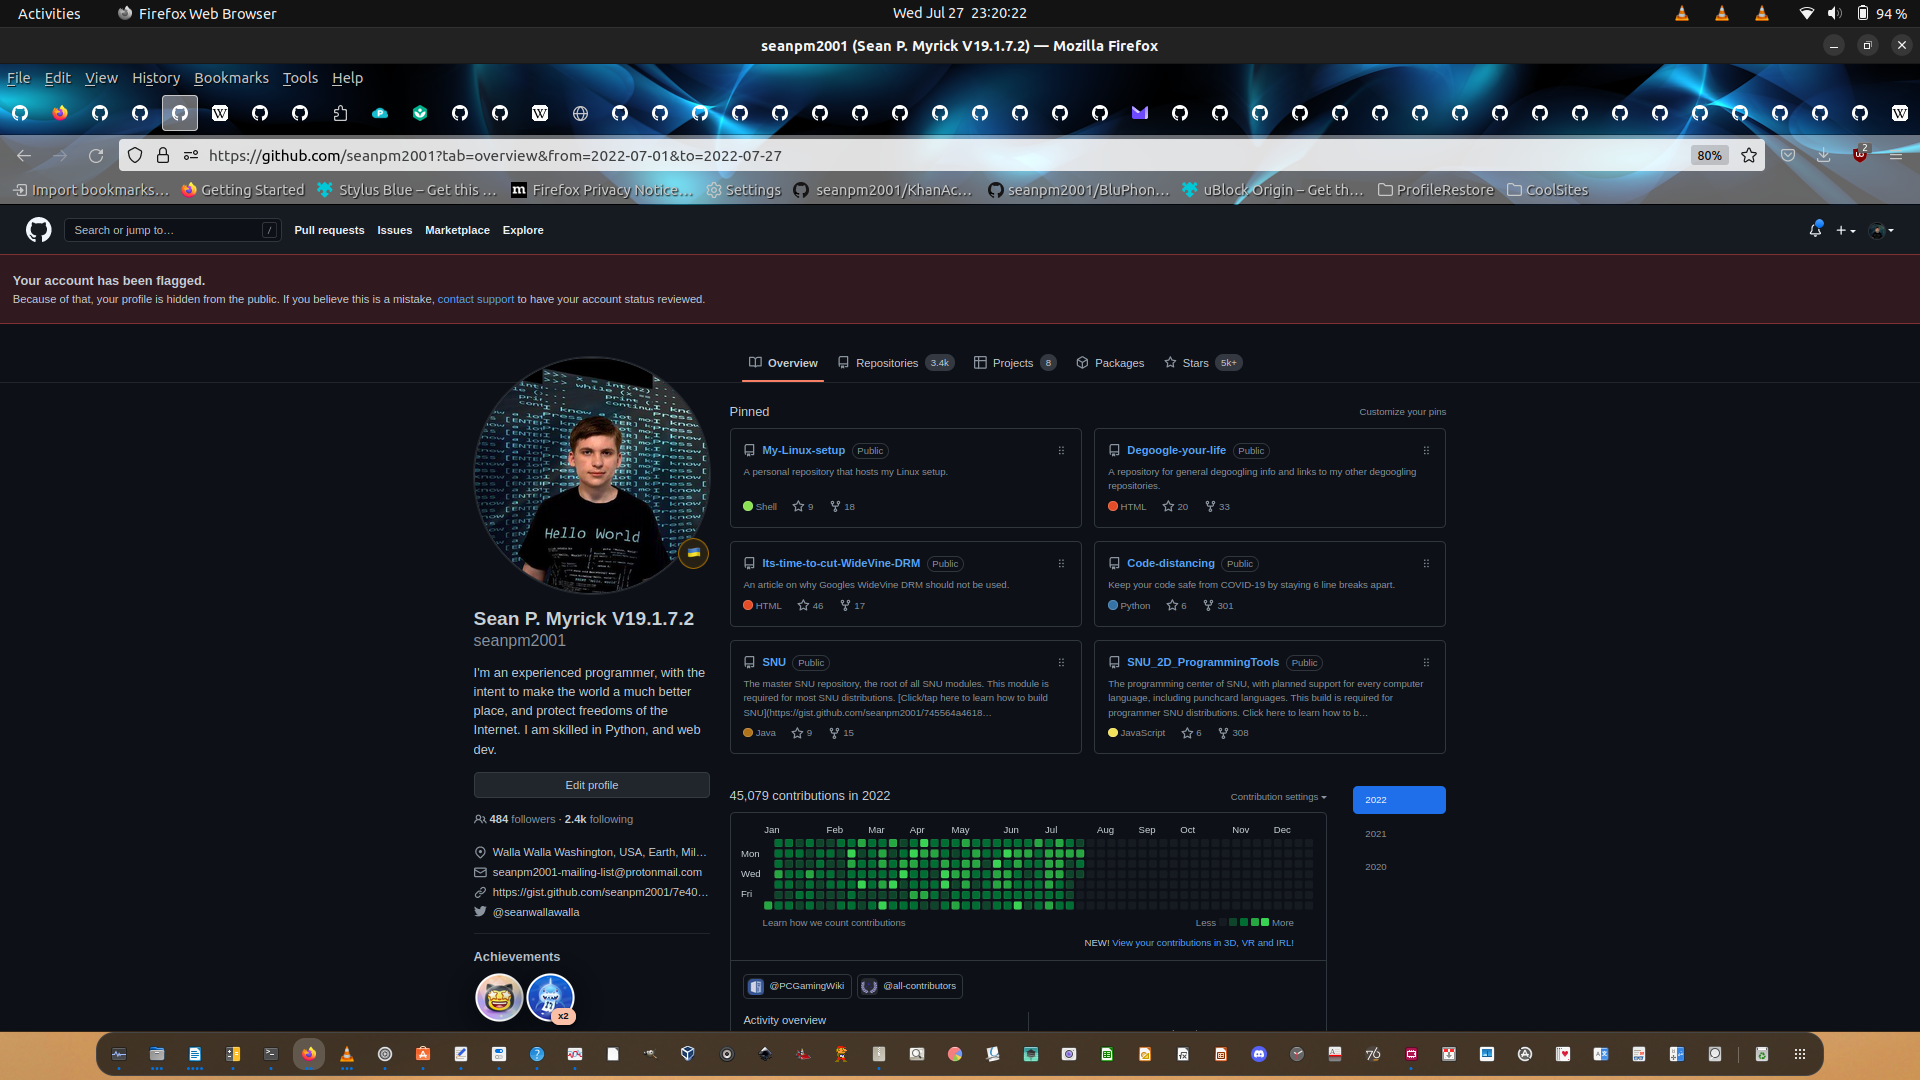 Activities
Firefox Web Browser
Wed Jul 27 23:20:22
94 %
seanpm2001 (Sean P. Myrick V19.1.7.2) — Mozilla Firefox
File Edit View History Bookmarks Tools Help
https://github.com/seanpm2001?tab=overview&from=2022-07-01&to=2022-07-27
80%
2
Import bookmarks…
Getting Started
Stylus Blue – Get this …
Firefox Privacy Notice…
Settings
seanpm2001/KhanAc…
seanpm2001/BluPhon…
uBlock Origin – Get th…
ProfileRestore
CoolSites
Search or jump to…
/
Pull requests
Issues
Marketplace
Explore
Your account has been flagged.
Because of that, your profile is hidden from the public. If you believe this is a mistake, contact support to have your account status reviewed.
Overview
Repositories 3.4k
Projects 8
Packages
Stars 5k+
Hello World
Sean P. Myrick V19.1.7.2
seanpm2001
I'm an experienced programmer, with the
intent to make the world a much better
place, and protect freedoms of the
Internet. I am skilled in Python, and web
dev.
Edit profile
484 followers · 2.4k following
Walla Walla Washington, USA, Earth, Mil…
seanpm2001-mailing-list@protonmail.com
https://gist.github.com/seanpm2001/7e40…
@seanwallawalla
Achievements
x2
Pinned
Customize your pins
My-Linux-setup Public
A personal repository that hosts my Linux setup.
Shell 9 18
Degoogle-your-life Public
A repository for general degoogling info and links to my other degoogling
repositories.
HTML 20 33
Its-time-to-cut-WideVine-DRM Public
An article on why Googles WideVine DRM should not be used.
HTML 46 17
Code-distancing Public
Keep your code safe from COVID-19 by staying 6 line breaks apart.
Python 6 301
SNU Public
The master SNU repository, the root of all SNU modules. This module is
required for most SNU distributions. [Click/tap here to learn how to build
SNU](https://gist.github.com/seanpm2001/745564a4618…
Java 9 15
SNU_2D_ProgrammingTools Public
The programming center of SNU, with planned support for every computer
language, including punchcard languages. This build is required for
programmer SNU distributions. Click here to learn how to b…
JavaScript 6 308
45,079 contributions in 2022
Contribution settings
2022
2021
2020
Jan Feb Mar Apr May Jun Jul Aug Sep Oct Nov Dec
Mon
Wed
Fri
Learn how we count contributions
Less More
NEW! View your contributions in 3D, VR and IRL!
@PCGamingWiki
@all-contributors
Activity overview